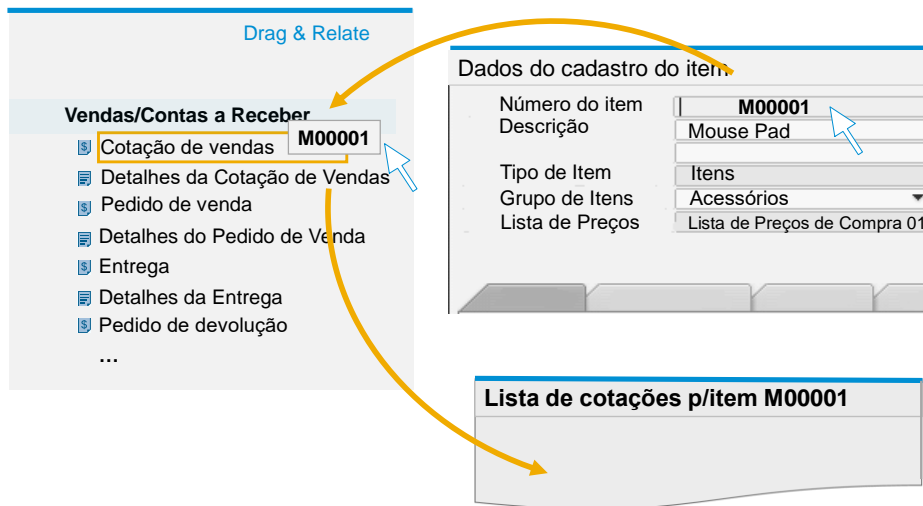 Drag & Relate
Vendas/Contas a Receber
Cotação de vendas
M00001
Detalhes da Cotação de Vendas
Pedido de venda
Detalhes do Pedido de Venda
Entrega
Detalhes da Entrega
Pedido de devolução
…
Dados do cadastro do item
Número do item M00001
Descrição Mouse Pad
Tipo de Item Itens
Grupo de Itens Acessórios
Lista de Preços Lista de Preços de Compra 01
Lista de cotações p/item M00001